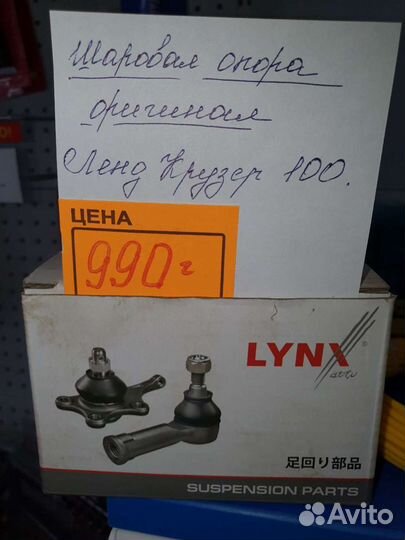 Шаровая опора
оригинал
Ленд Крузер 100.
ЦЕНА
990 г
LYNX
auto
®
足回り部品
SUSPENSION PARTS
Avito